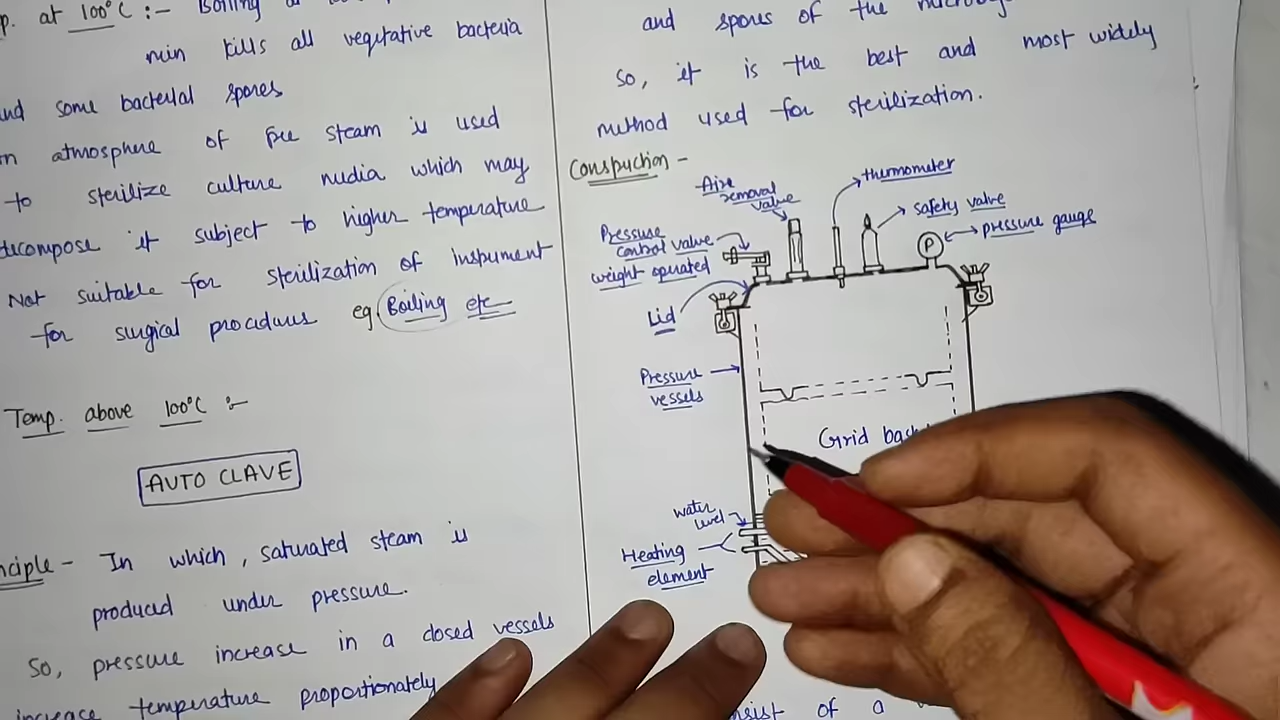 at 100°C :- Boiling
min kills all vegetative bacteria
and some bacterial spores
atmosphere of free steam is used
to sterilize culture media which may
decompose it subject to higher temperature
Not suitable for sterilization of instrument
for surgical procedures eg. Boiling etc
Temp. above 100°C :-
AUTO CLAVE
In which, saturated steam is
produced under pressure.
So, pressure increase in a closed vessels
increase temperature proportionately
and spores of the
so, it is the best and most widely
method used for sterilization.
Construction -
Air removal valve
thermometer
safety valve
pressure gauge
P
Pressure control valve
weight operated
Lid
Pressure vessels
Grid
water level
Heating element
of a